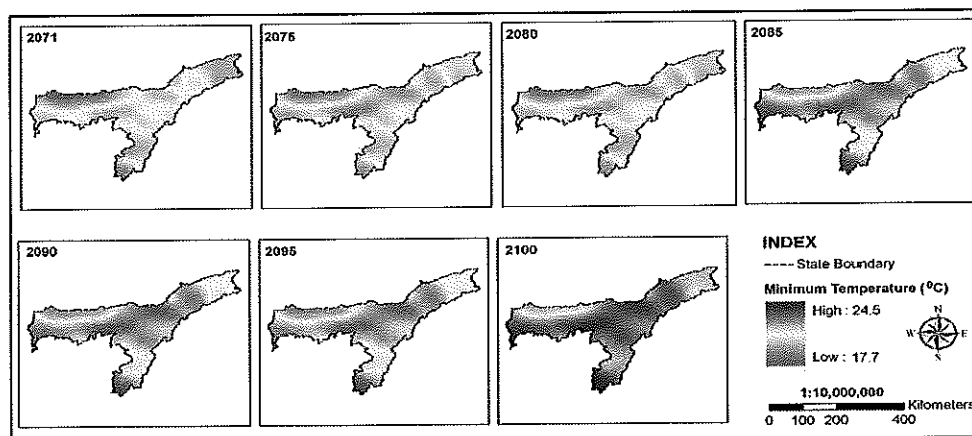 2071
2075
2080
2085
2090
2095
2100
INDEX
State Boundary
Minimum Temperature (⁰C)
High : 24.5
Low : 17.7
N
W E
S
1:10,000,000
Kilometers
0 100 200 400